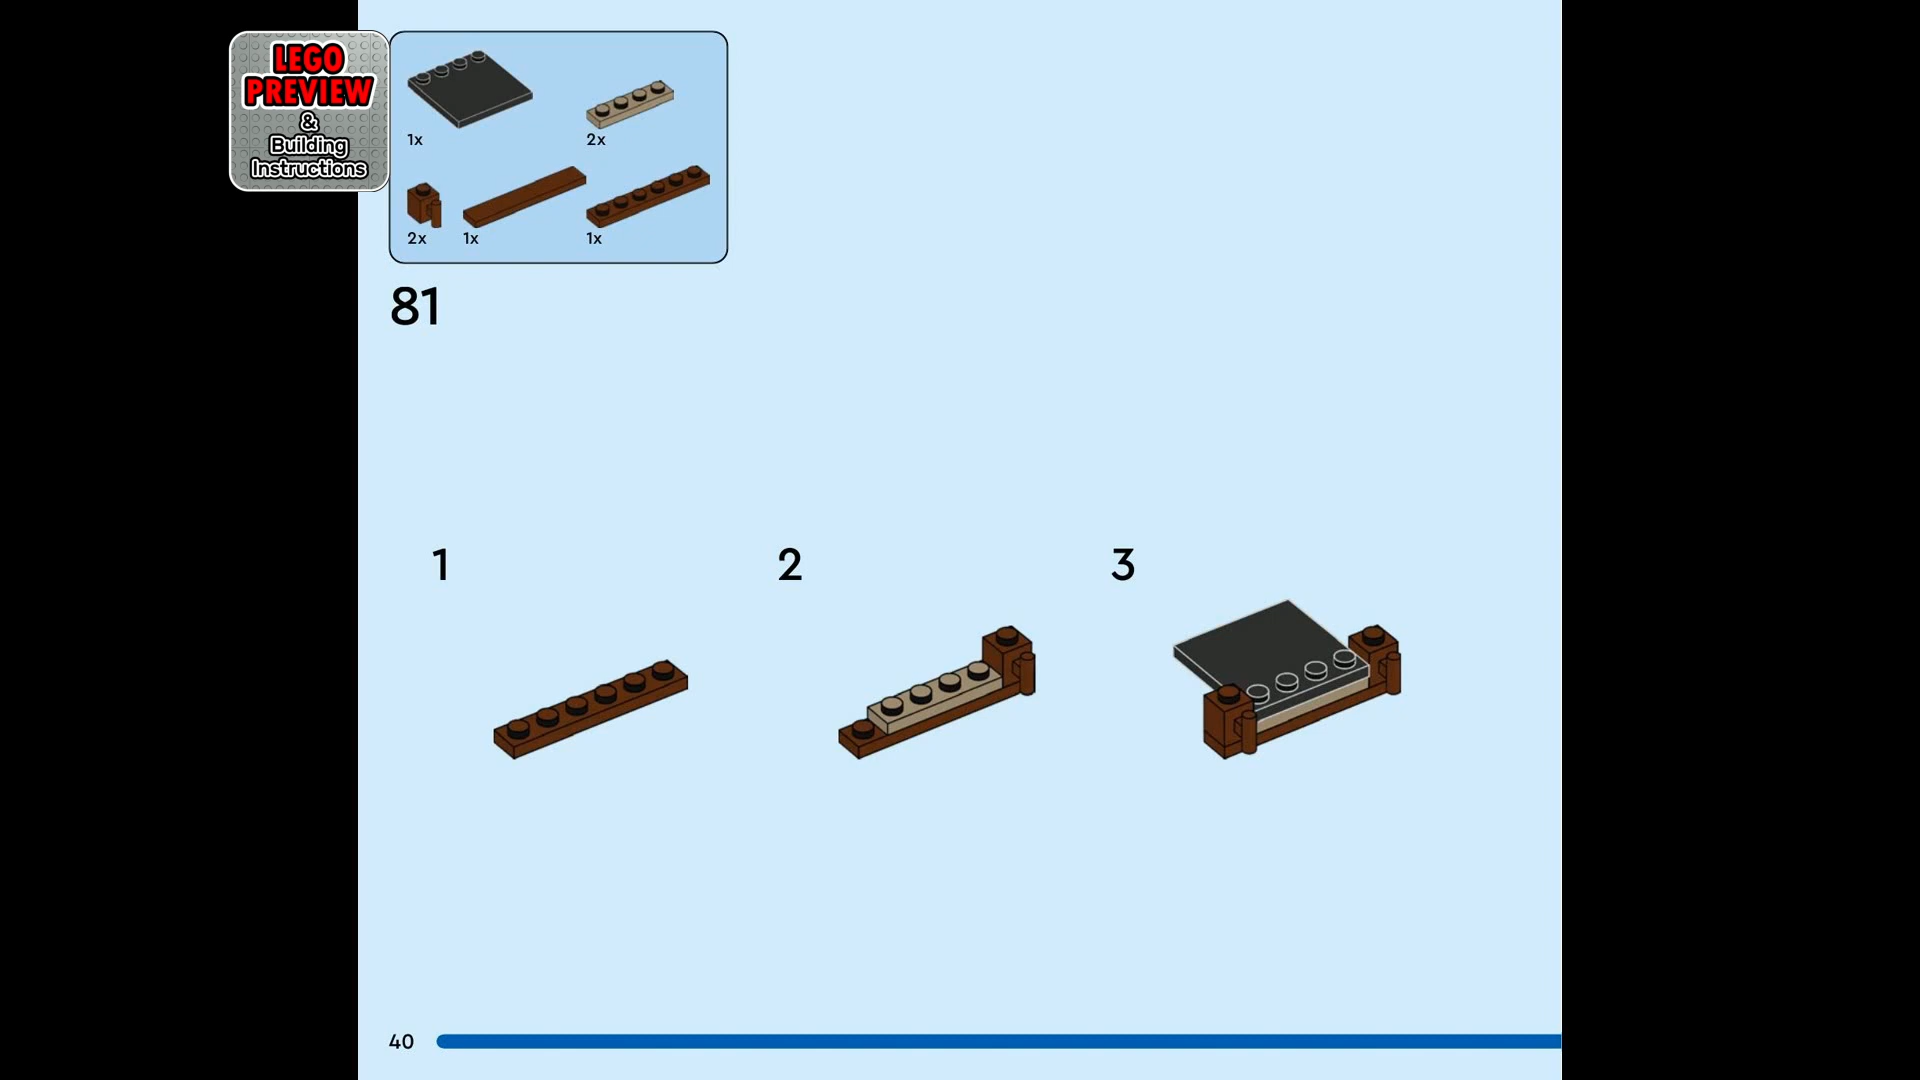 LEGO
PREVIEW
&
Building
Instructions
1x
2x
2x
1x
1x
81
1
2
3
40